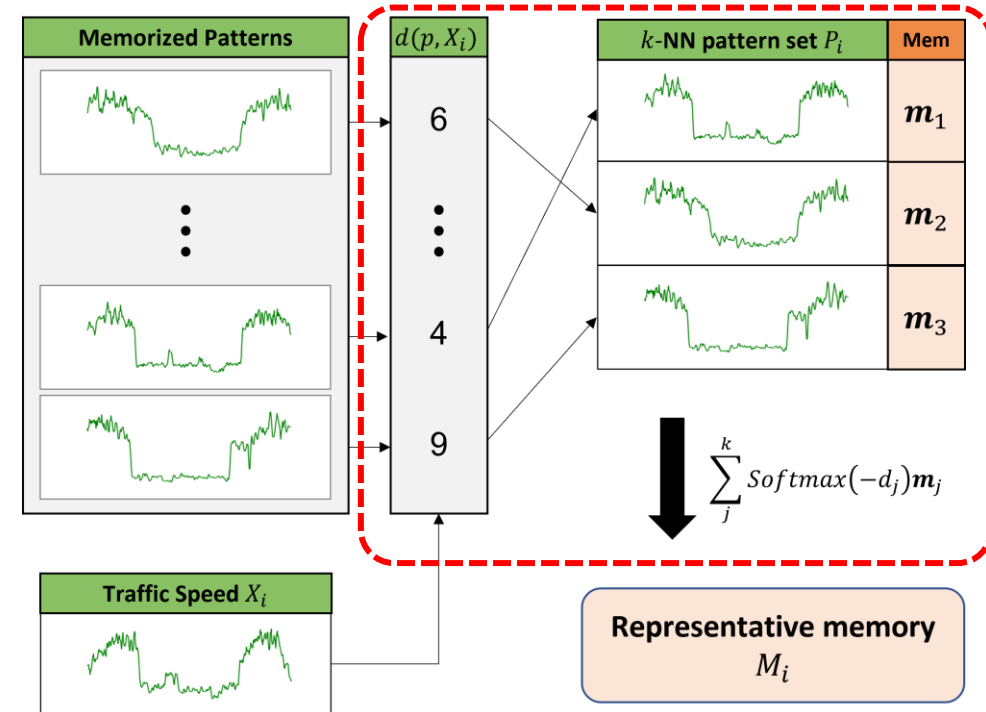 Memorized Patterns
d(p, X_i)
6
4
9
k-NN pattern set P_i
Mem
m_1
m_2
m_3
\sum_{j}^{k} Softmax(-d_j)m_j
Traffic Speed X_i
Representative memory
M_i